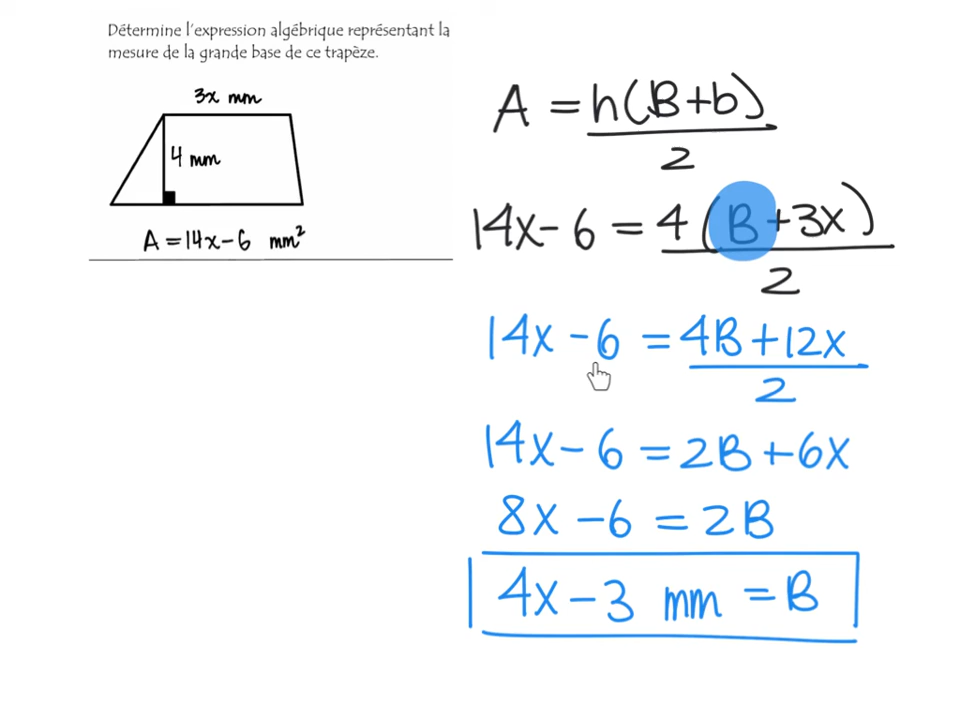 Détermine l'expression algébrique représentant la
mesure de la grande base de ce trapèze.
3x mm
4 mm
A = 14x - 6 mm²
A = h(B+b)
2
14x - 6 = 4(B+3x)
2
14x - 6 = 4B + 12x
2
14x - 6 = 2B + 6x
8x - 6 = 2B
4x - 3 mm = B